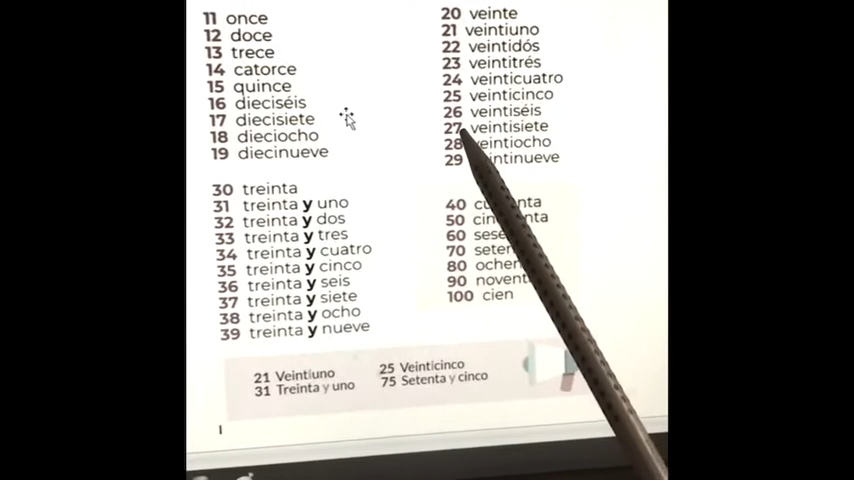 11 once
12 doce
13 trece
14 catorce
15 quince
16 dieciséis
17 diecisiete
18 dieciocho
19 diecinueve
20 veinte
21 veintiuno
22 veintidós
23 veintitrés
24 veinticuatro
25 veinticinco
26 veintiséis
27 veintisiete
28 veintiocho
29
30 treinta
31 treinta y uno
32 treinta y dos
33 treinta y tres
34 treinta y cuatro
35 treinta y cinco
36 treinta y seis
37 treinta y siete
38 treinta y ocho
39 treinta y nueve
40
50
60
70
80
90
100 cien
21 Veintiuno
31 Treinta y uno
25 Veinticinco
75 Setenta y cinco